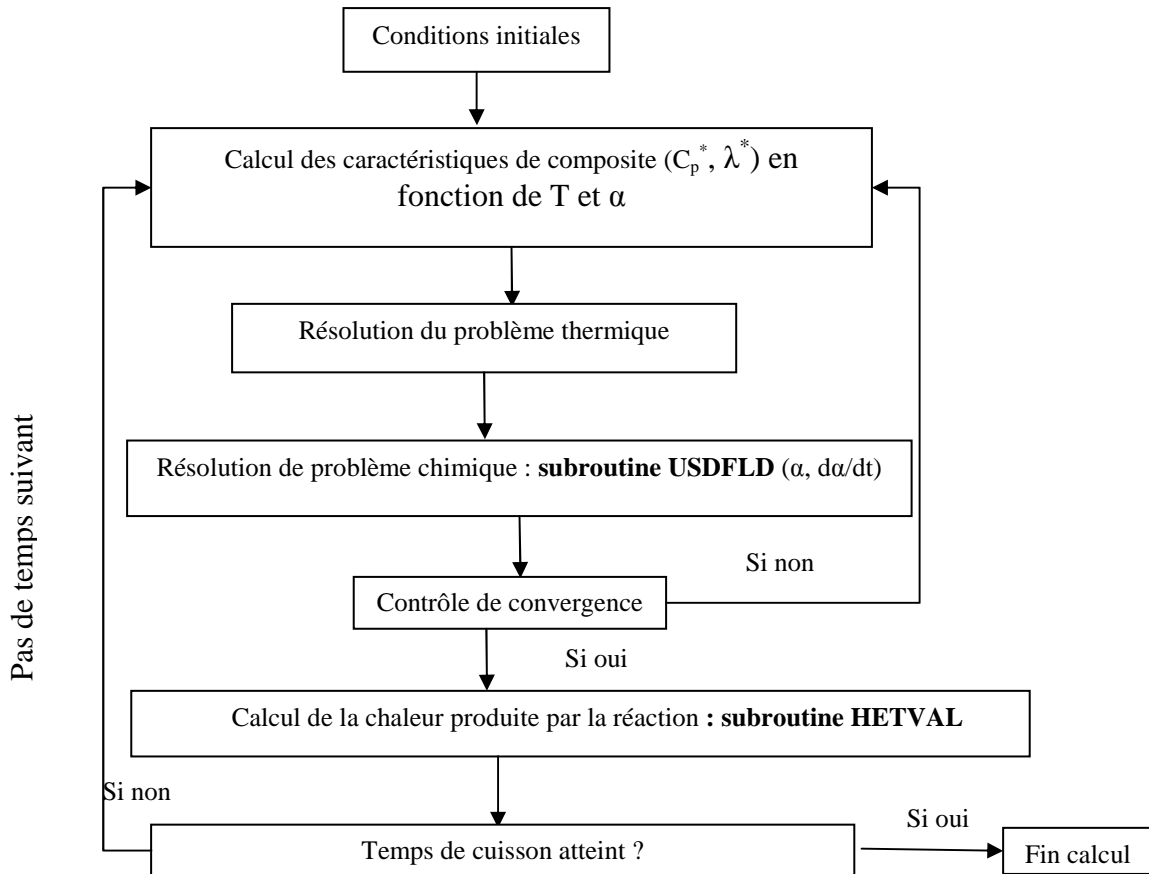 Conditions initiales
Calcul des caractéristiques de composite (Cp*, λ*) en
fonction de T et α
Résolution du problème thermique
Résolution de problème chimique : subroutine USDFLD (α, dα/dt)
Si non
Contrôle de convergence
Si oui
Calcul de la chaleur produite par la réaction : subroutine HETVAL
Pas de temps suivant
Si non
Temps de cuisson atteint ?
Si oui
Fin calcul